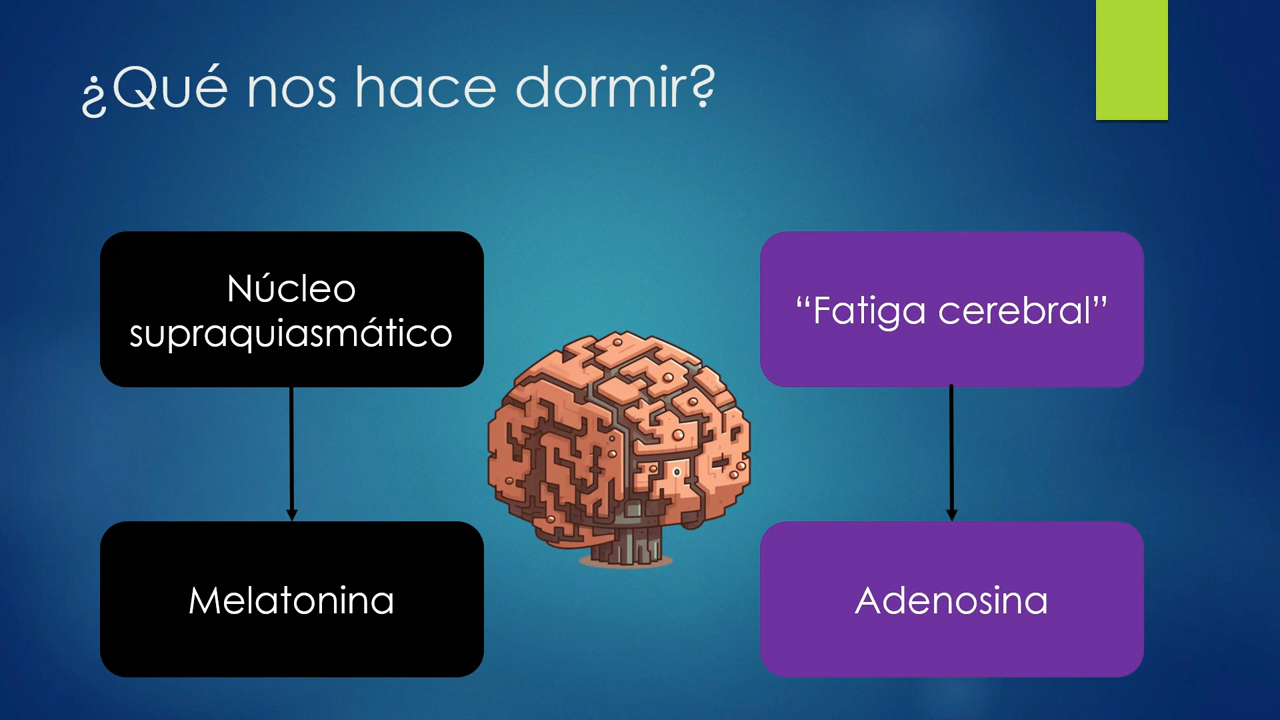 ¿Qué nos hace dormir?
Núcleo
supraquiasmático
“Fatiga cerebral”
Melatonina
Adenosina